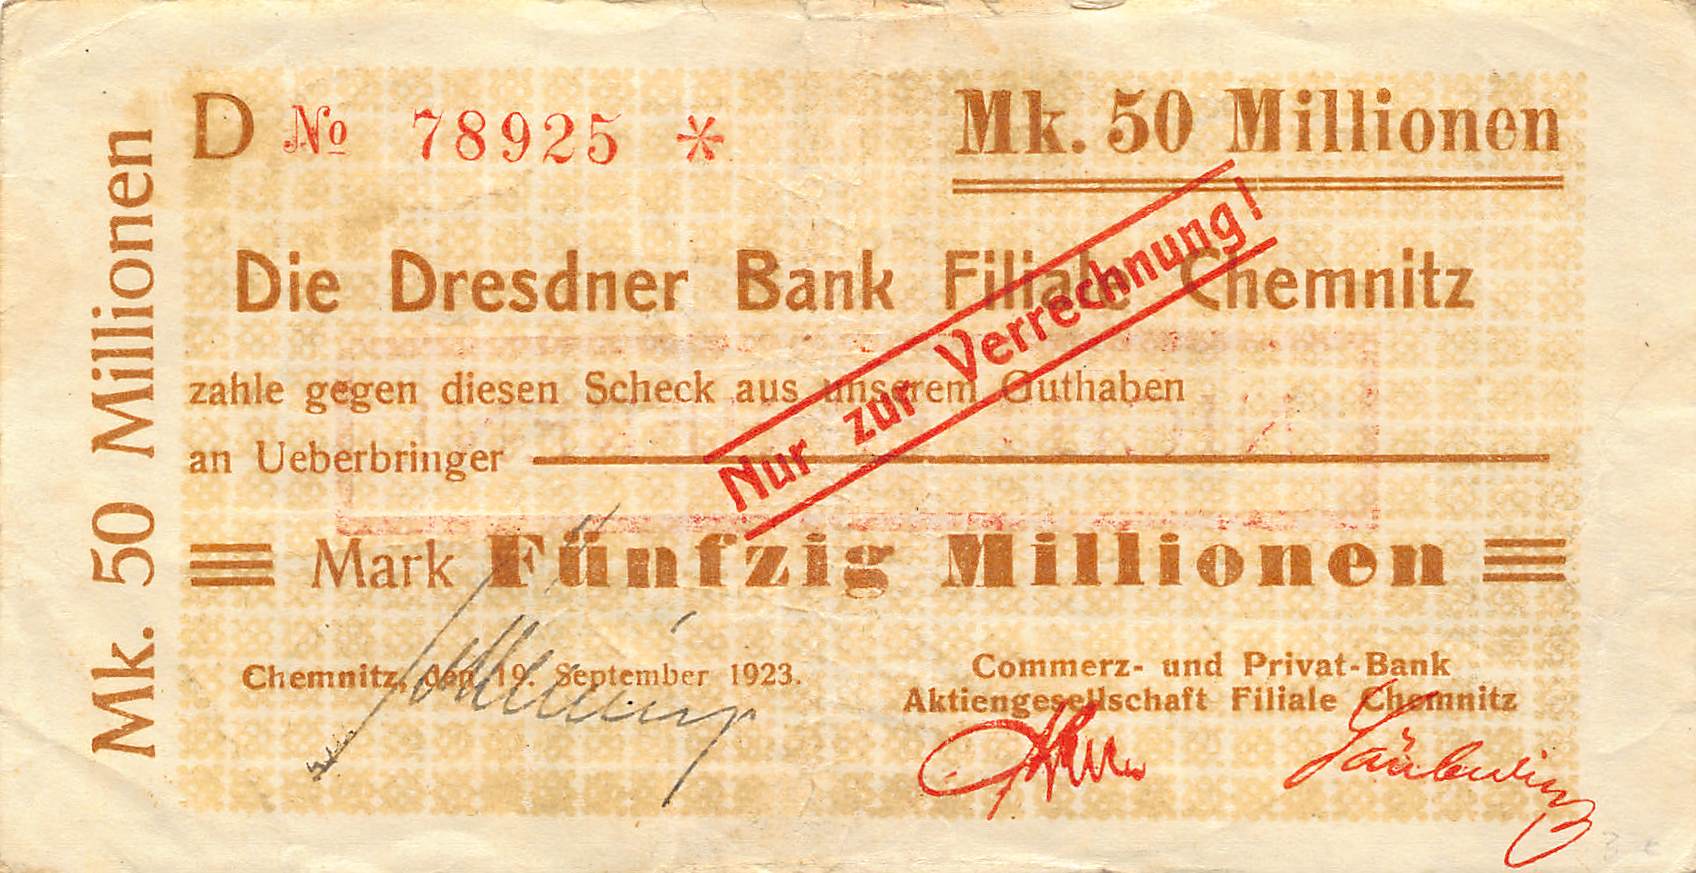 D № 78925 *
Mk. 50 Millionen
Mk. 50 Millionen
Die Dresdner Bank Filiale Chemnitz
Nur zur Verrechnung!
zahle gegen diesen Scheck aus unserem Guthaben
an Ueberbringer
Mark Fünfzig Millionen
Chemnitz, den 19. September 1923.
Commerz- und Privat-Bank
Aktiengesellschaft Filiale Chemnitz